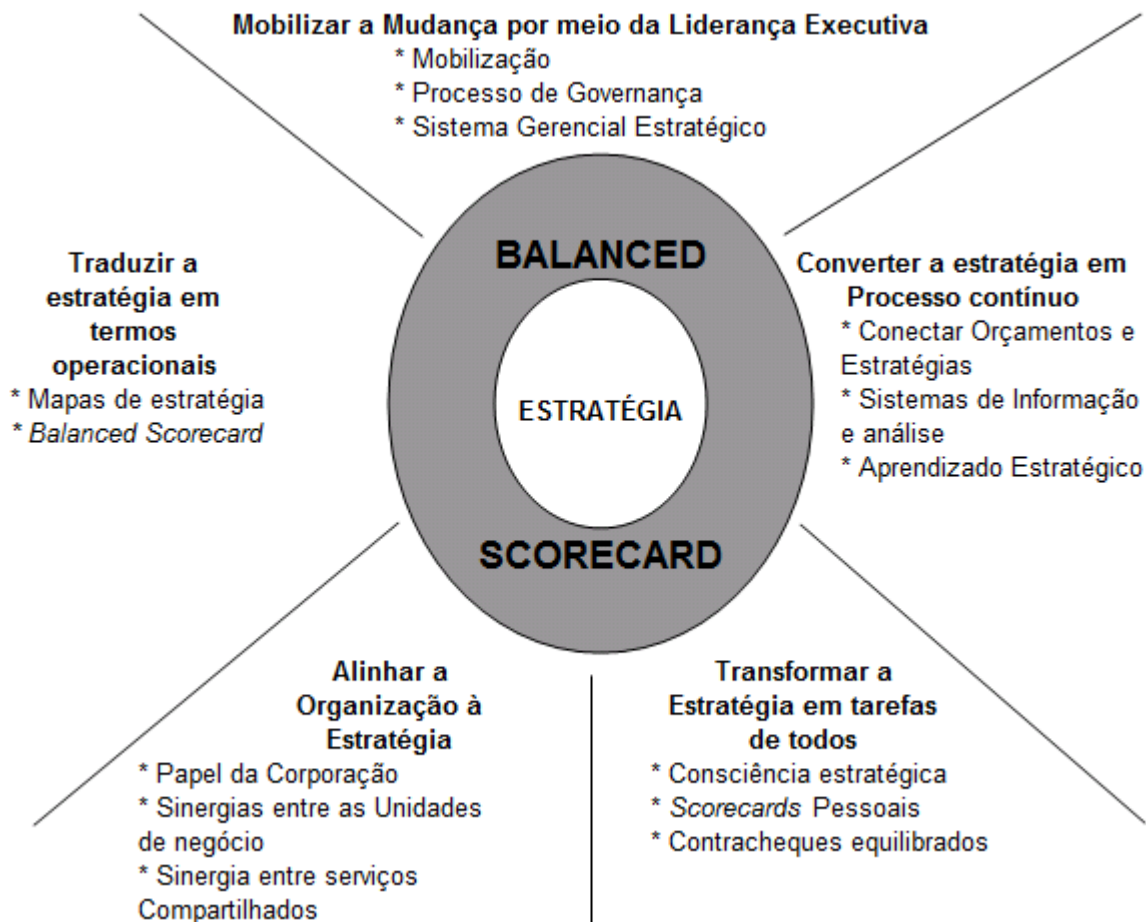 Mobilizar a Mudança por meio da Liderança Executiva
* Mobilização
* Processo de Governança
* Sistema Gerencial Estratégico
BALANCED
ESTRATÉGIA
SCORECARD
Traduzir a
estratégia em
termos
operacionais
* Mapas de estratégia
* Balanced Scorecard
Converter a estratégia em
Processo contínuo
* Conectar Orçamentos e
Estratégias
* Sistemas de Informação
e análise
* Aprendizado Estratégico
Alinhar a
Organização à
Estratégia
* Papel da Corporação
* Sinergias entre as Unidades
de negócio
* Sinergia entre serviços
Compartilhados
Transformar a
Estratégia em tarefas
de todos
* Consciência estratégica
* Scorecards Pessoais
* Contracheques equilibrados